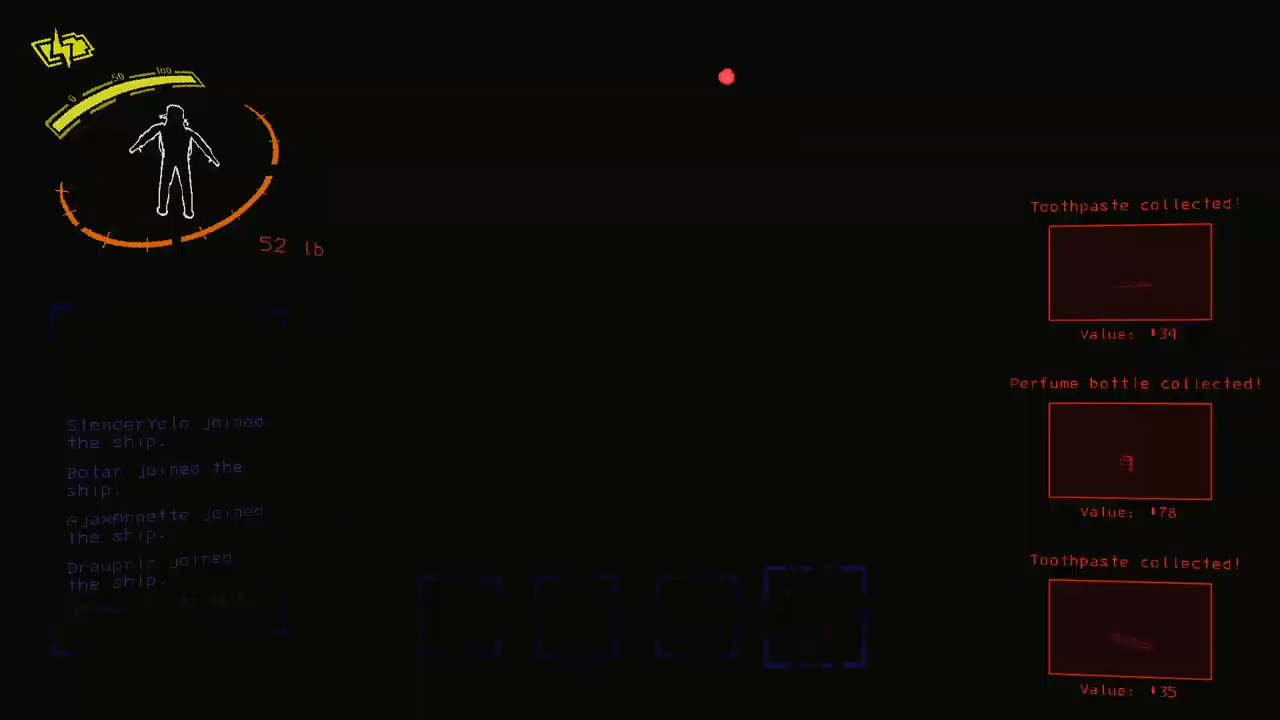 0 50 100
52 lb
SlenderYolo joined
the ship.
Botan joined the
ship.
AjaxAnnette joined
the ship.
Drauprir joined
the ship.
Toothpaste collected!
Value: $34
Perfume bottle collected!
Value: $78
Toothpaste collected!
Value: $35